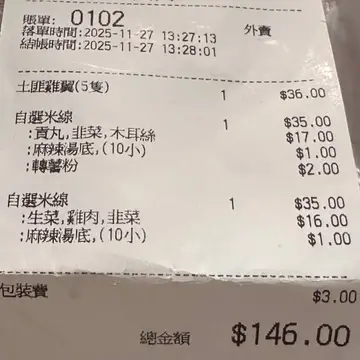 賬單: 0102
外賣
落單時間:2025-11-27 13:27:13
結帳時間:2025-11-27 13:28:01
土匪雞翼(5隻) 1 $36.00
自選米線 1 $35.00
:貢丸,韭菜,木耳絲 $17.00
:麻辣湯底,(10小) $1.00
:轉薯粉 $2.00
自選米線 1 $35.00
:生菜,雞肉,韭菜 $16.00
:麻辣湯底,(10小) $1.00
包裝費 $3.00
總金額 $146.00